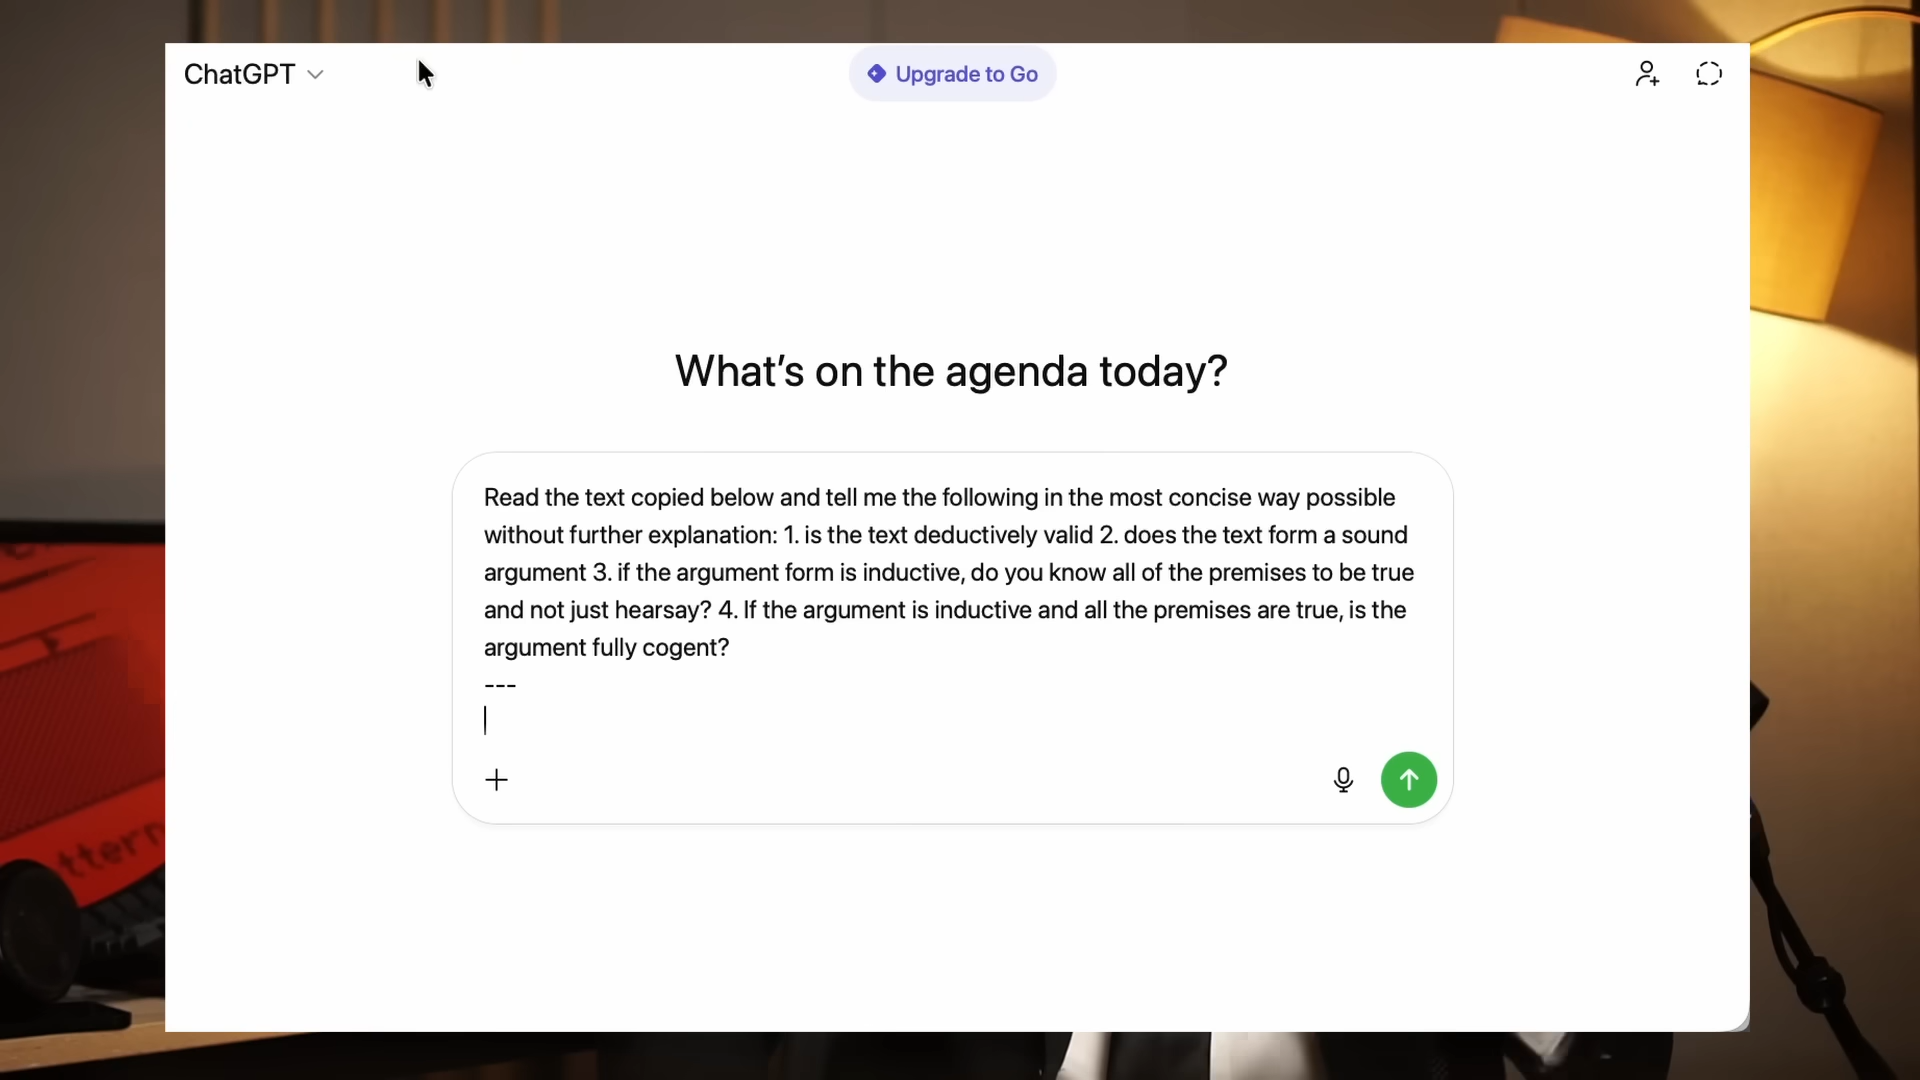 ChatGPT
Upgrade to Go
What's on the agenda today?
Read the text copied below and tell me the following in the most concise way possible
without further explanation: 1. is the text deductively valid 2. does the text form a sound
argument 3. if the argument form is inductive, do you know all of the premises to be true
and not just hearsay? 4. If the argument is inductive and all the premises are true, is the
argument fully cogent?
---